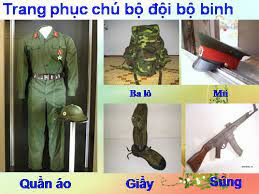 Trang phục chú bộ đội bộ binh
Ba lô
Mũ
Quần áo
Giầy
Súng